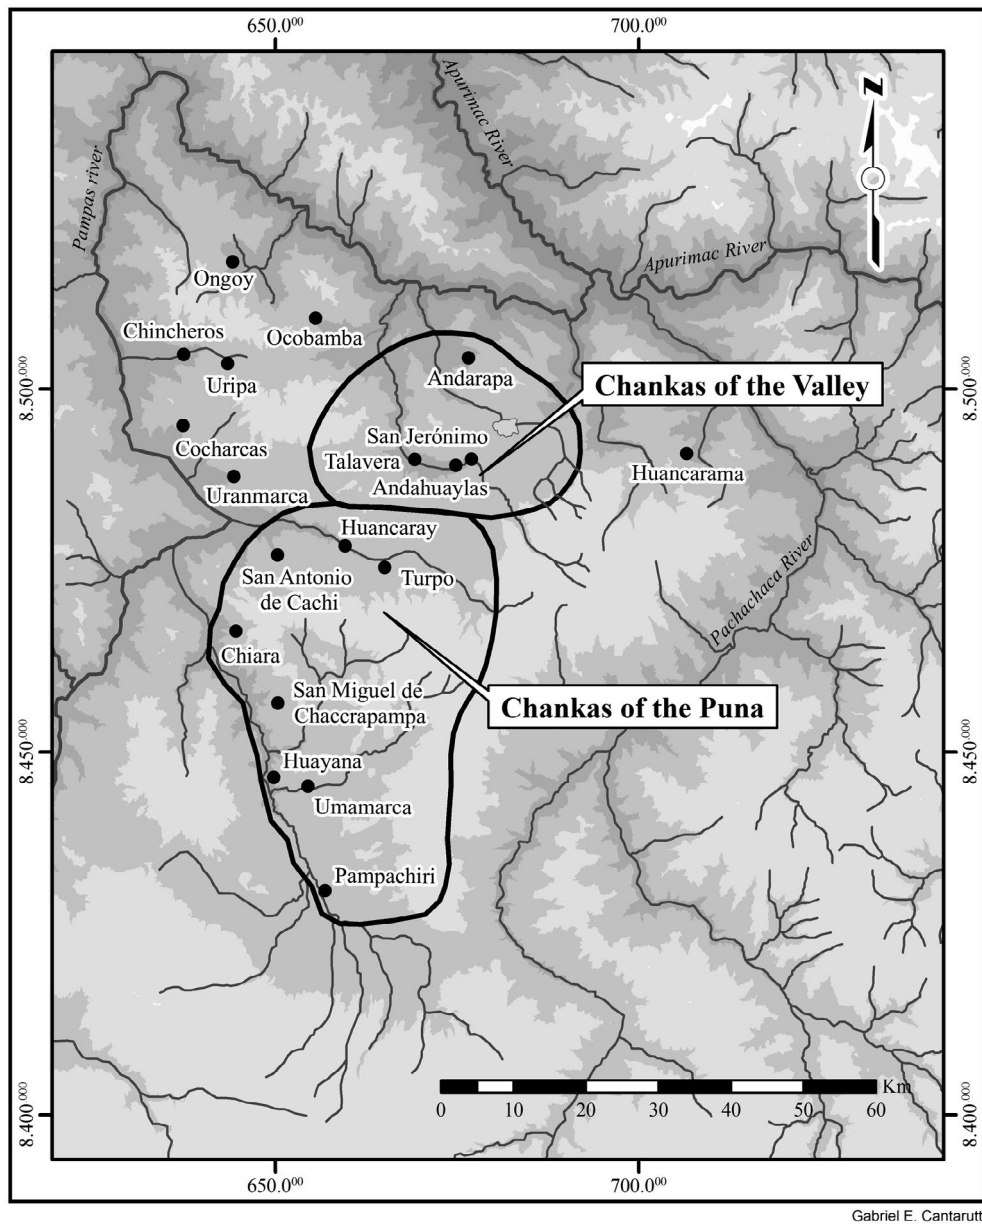 650.000
700.000
Apurimac River
Pampas river
N
Apurimac River
Ongoy
Chincheros
Ocobamba
Uripa
Andarapa
8.500.000
8.500.000
Chankas of the Valley
Cocharcas
San Jerónimo
Talavera
Andahuaylas
Huancarama
Uranmarca
Huancaray
San Antonio
de Cachi
Turpo
Pachachaca River
Chiara
San Miguel de
Chaccrapampa
Chankas of the Puna
8.450.000
8.450.000
Huayana
Umamarca
Pampachiri
Km
0 10 20 30 40 50 60
8.400.000
8.400.000
650.000
700.000
Gabriel E. Cantarutt